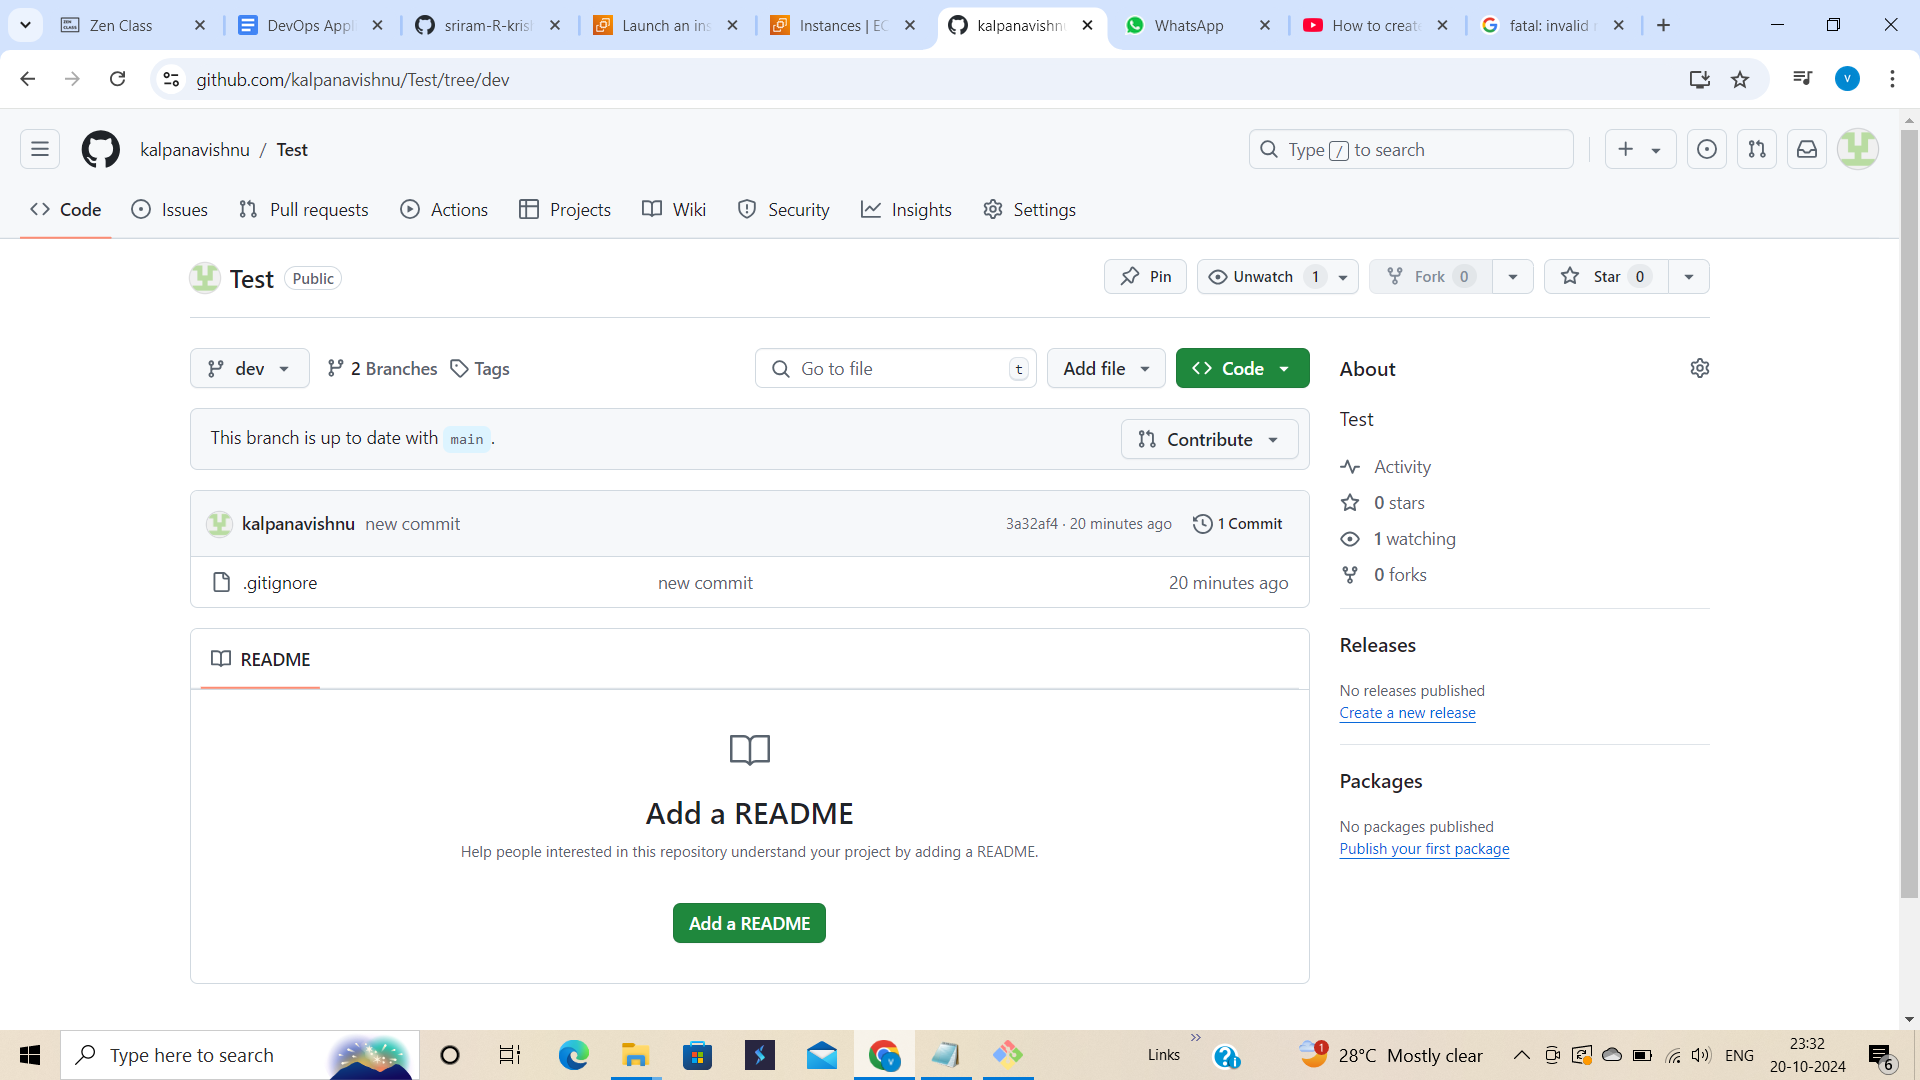 Zen Class
DevOps Appl
sriram-R-krish
Launch an ins
Instances | EC
kalpanavishnu
WhatsApp
How to create
fatal: invalid r
github.com/kalpanavishnu/Test/tree/dev
V
kalpanavishnu / Test
Type / to search
Code
Issues
Pull requests
Actions
Projects
Wiki
Security
Insights
Settings
Test Public
Pin
Unwatch 1
Fork 0
Star 0
dev
2 Branches
Tags
Go to file t
Add file
Code
This branch is up to date with main .
Contribute
kalpanavishnu new commit
3a32af4 · 20 minutes ago
1 Commit
.gitignore
new commit
20 minutes ago
README
Add a README
Help people interested in this repository understand your project by adding a README.
Add a README
About
Test
Activity
0 stars
1 watching
0 forks
Releases
No releases published
Create a new release
Packages
No packages published
Publish your first package
Type here to search
Links
1
28°C Mostly clear
ENG
23:32
20-10-2024
6